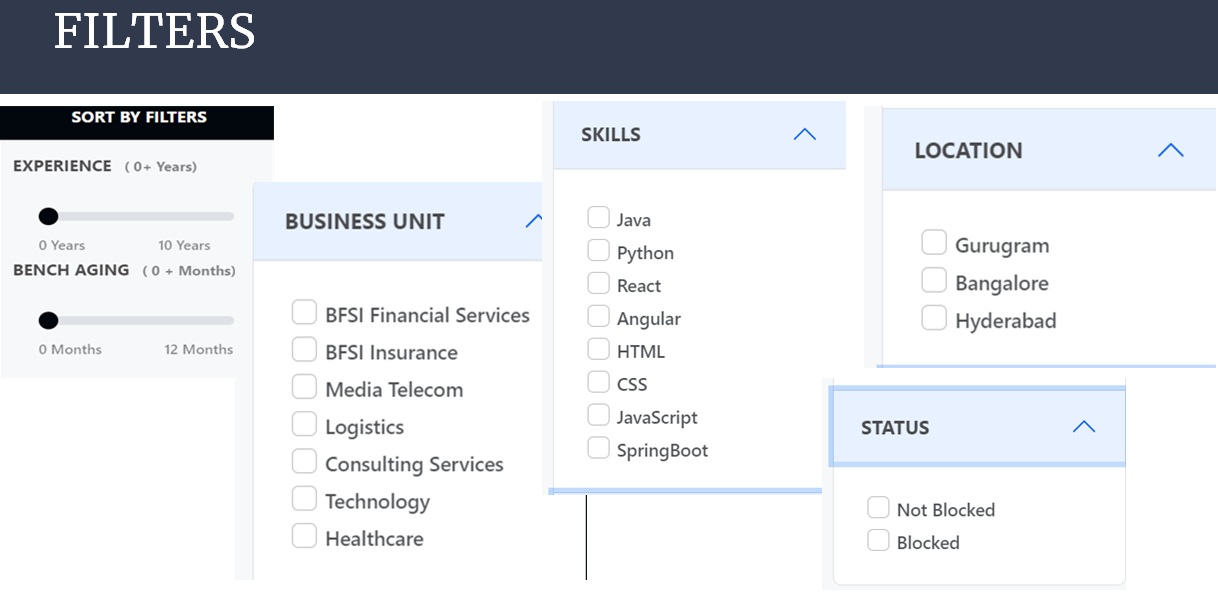 FILTERS
SORT BY FILTERS
EXPERIENCE ( 0+ Years)
0 Years 10 Years
BENCH AGING ( 0 + Months)
0 Months 12 Months
BUSINESS UNIT
BFSI Financial Services
BFSI Insurance
Media Telecom
Logistics
Consulting Services
Technology
Healthcare
SKILLS
Java
Python
React
Angular
HTML
CSS
JavaScript
SpringBoot
LOCATION
Gurugram
Bangalore
Hyderabad
STATUS
Not Blocked
Blocked